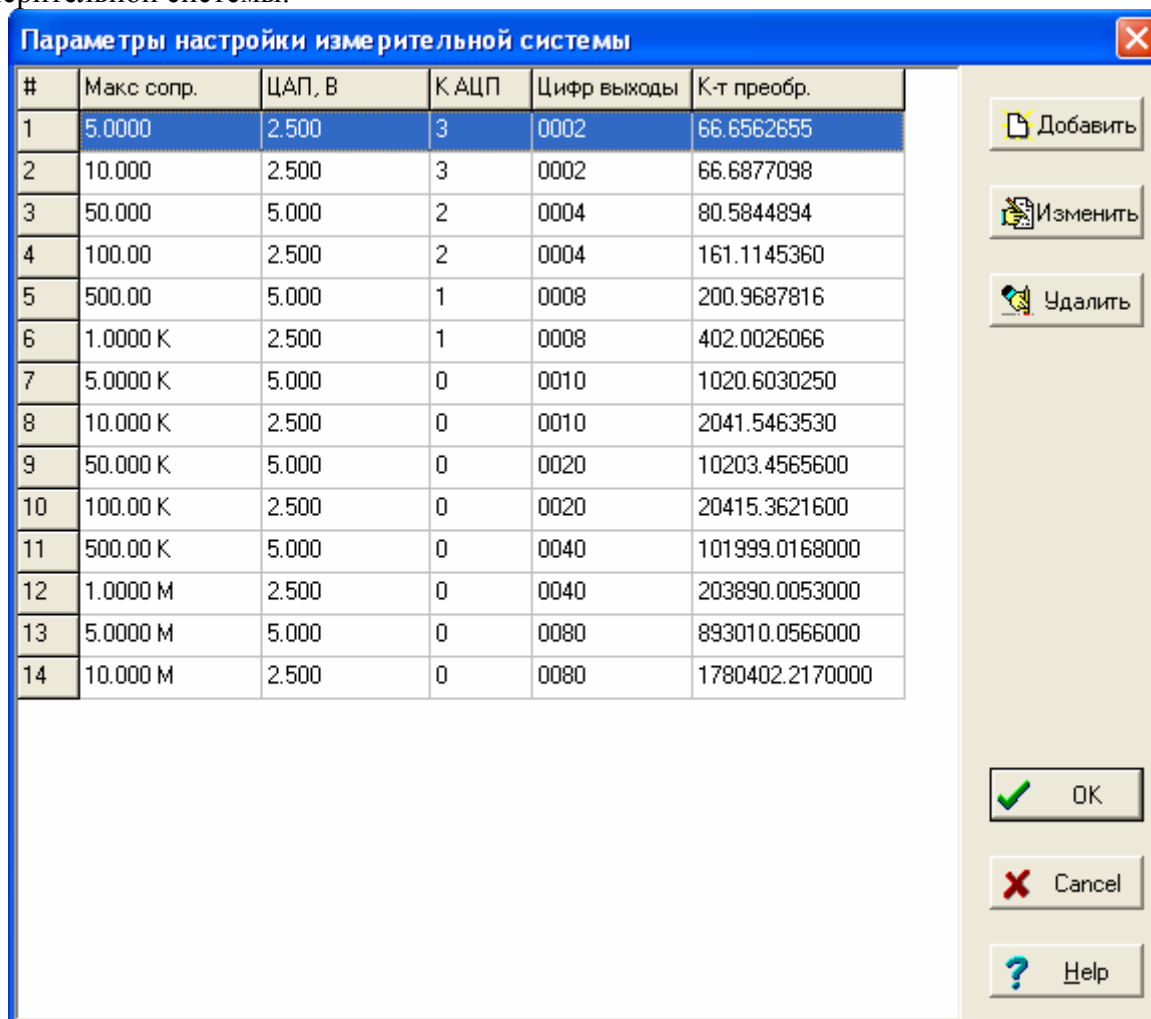 ерительной системы.
Параметры настройки измерительной системы
# Макс сопр. ЦАП, В К АЦП Цифр выходы К-т преобр.
1 5.0000 2.500 3 0002 66.6562655
2 10.000 2.500 3 0002 66.6877098
3 50.000 5.000 2 0004 80.5844894
4 100.00 2.500 2 0004 161.1145360
5 500.00 5.000 1 0008 200.9687816
6 1.0000 K 2.500 1 0008 402.0026066
7 5.0000 K 5.000 0 0010 1020.6030250
8 10.000 K 2.500 0 0010 2041.5463530
9 50.000 K 5.000 0 0020 10203.4565600
10 100.00 K 2.500 0 0020 20415.3621600
11 500.00 K 5.000 0 0040 101999.0168000
12 1.0000 M 2.500 0 0040 203890.0053000
13 5.0000 M 5.000 0 0080 893010.0566000
14 10.000 M 2.500 0 0080 1780402.2170000
Добавить
Изменить
Удалить
OK
Cancel
Help